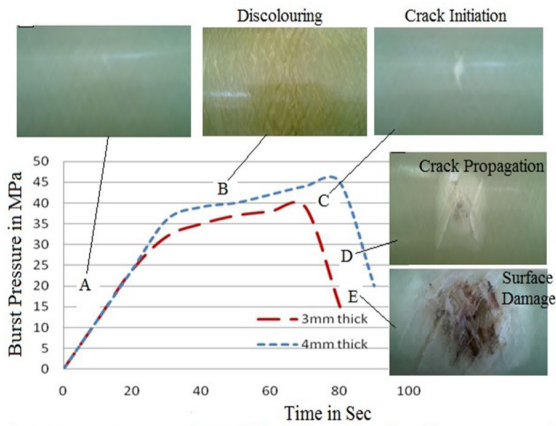 Discolouring
Crack Initiation
Crack Propagation
Surface
Damage
Burst Pressure in MPa
50
45
40
35
30
25
20
15
10
5
0
A
B
C
D
E
3mm thick
4mm thick
0
20
40
60
80
100
Time in Sec